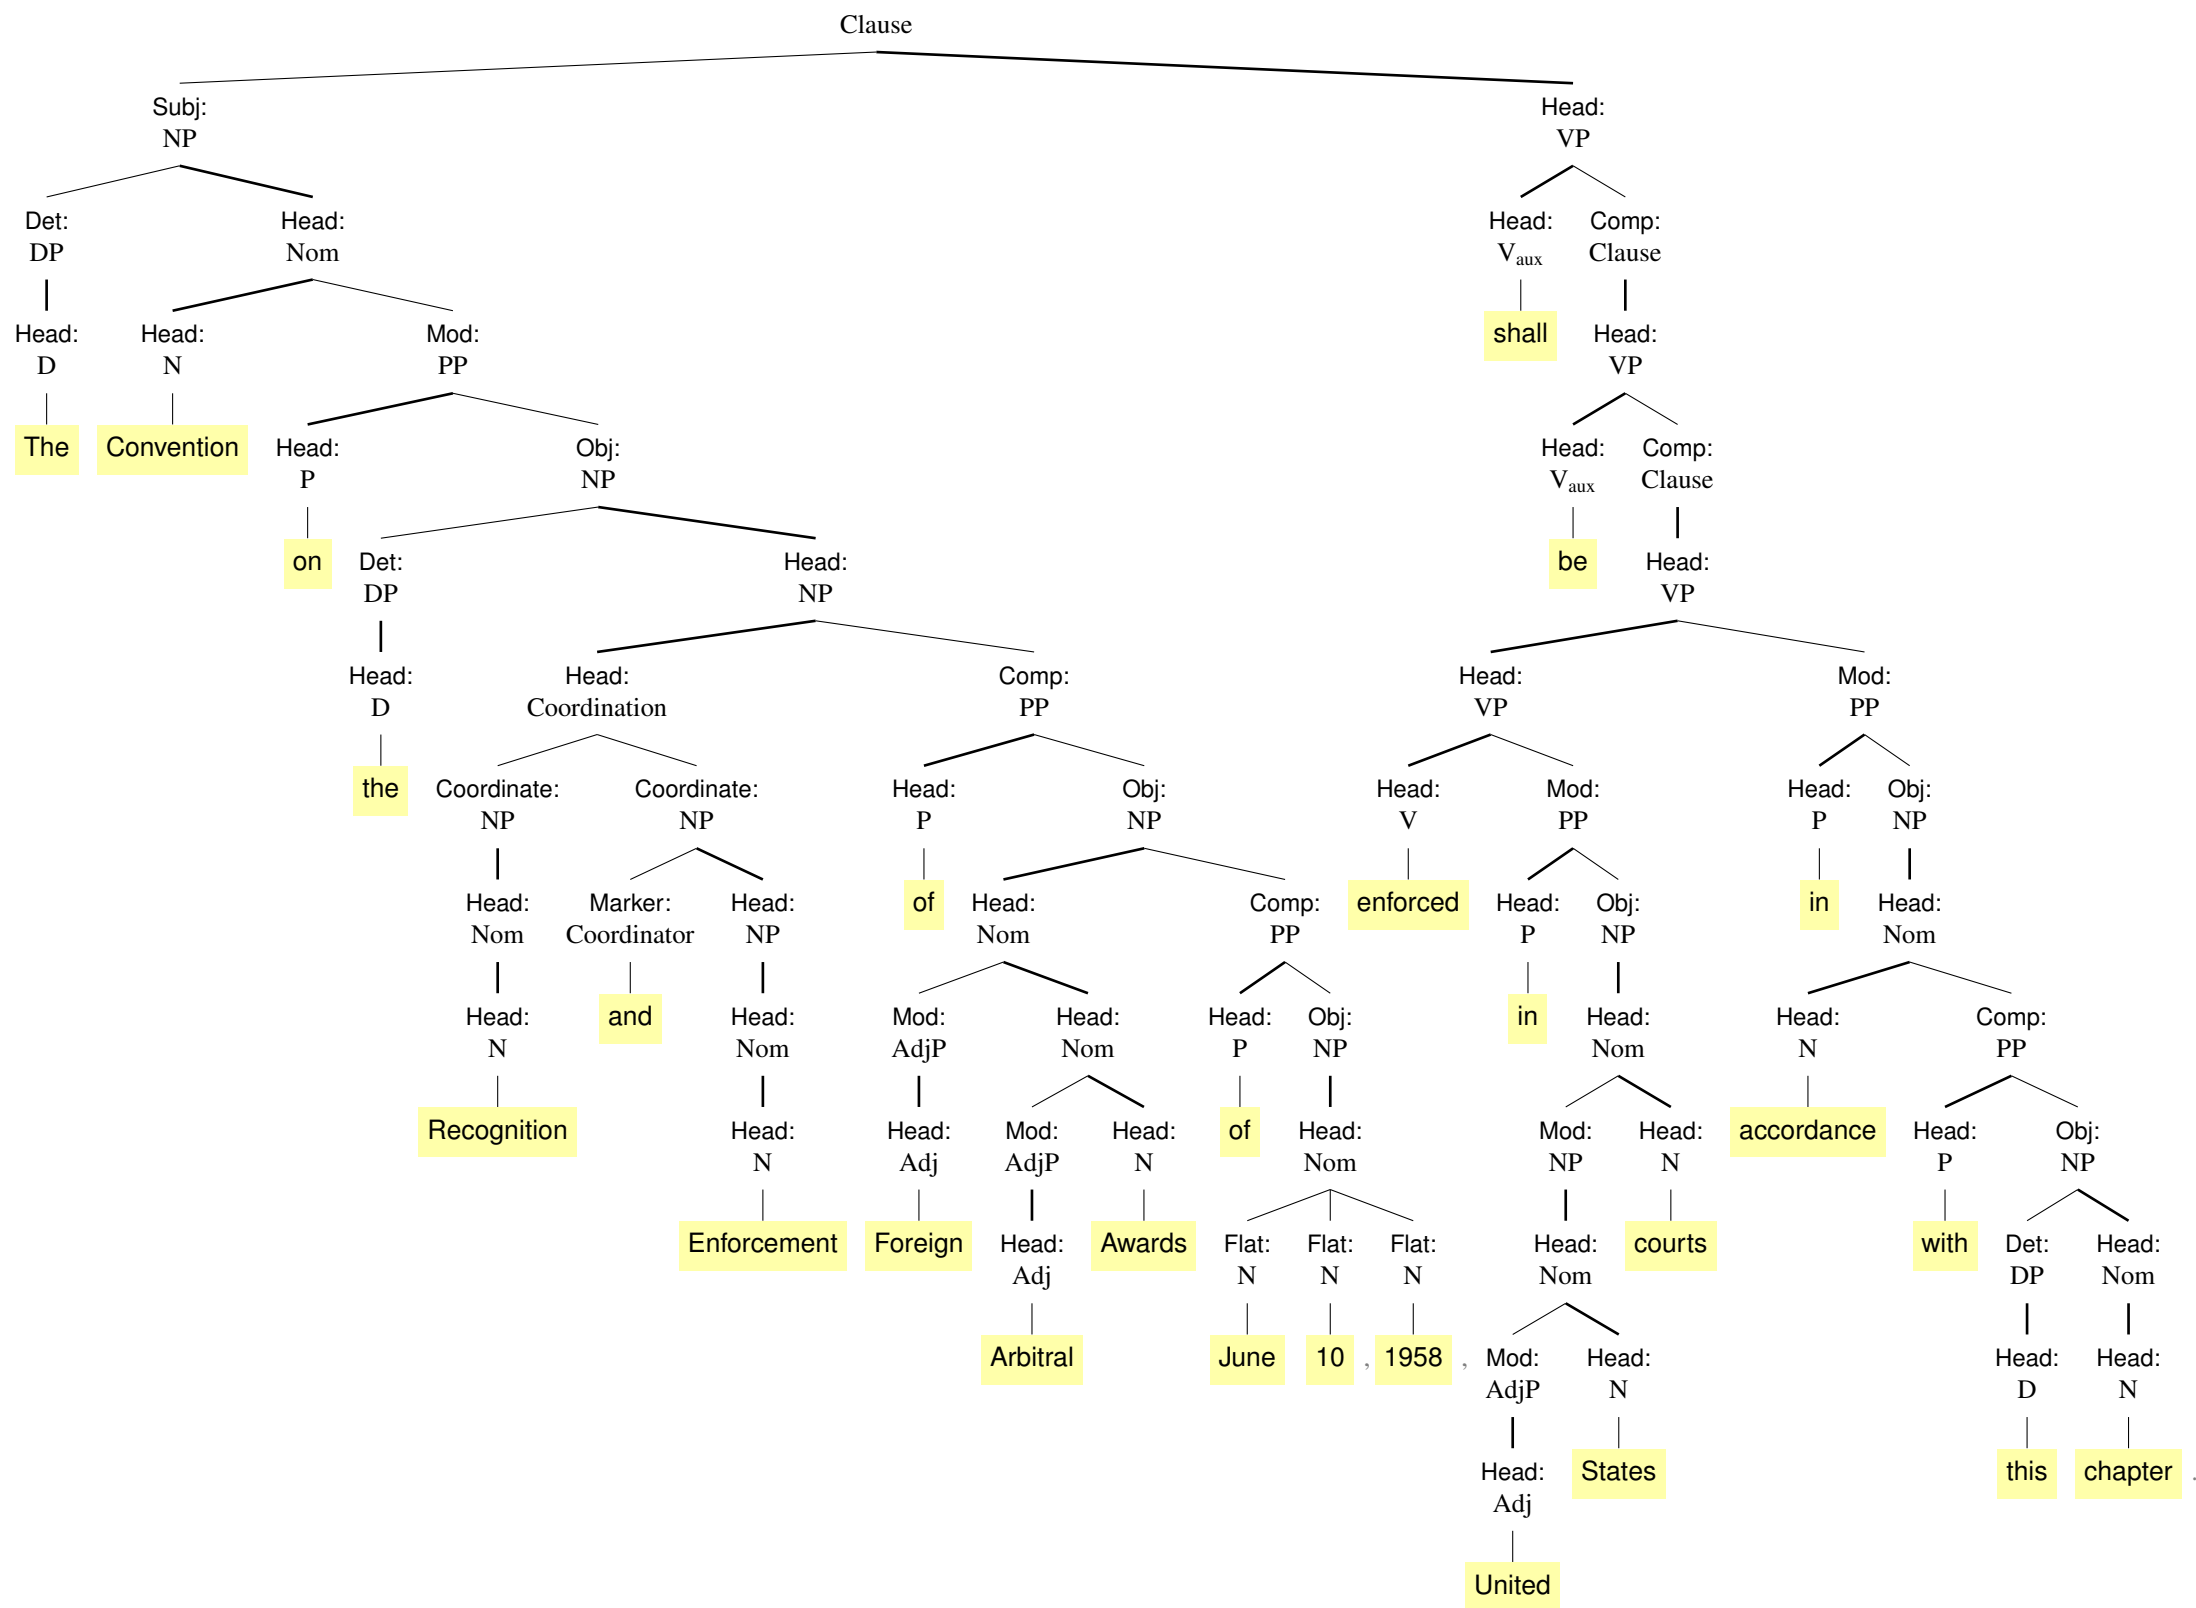 Clause
Subj: Head:
NP VP
Det: Head: Head: Comp:
DP Nom Vaux Clause
Head: Head: Mod: shall Head:
D N PP VP
The Convention Head: Obj: Head: Comp:
P NP Vaux Clause
on Det: Head: be Head:
DP NP VP
Head: Head: Comp: Head: Mod:
D Coordination PP VP PP
the Coordinate: Coordinate: Head: Obj: Head: Mod: Head: Obj:
NP NP P NP V PP P NP
Head: Marker: Head: of Head: Comp: enforced Head: Obj: in Head:
Nom Coordinator NP Nom PP P NP Nom
Head: and Head: Mod: Head: Head: Obj: in Head: Head: Comp:
N Nom AdjP Nom P NP Nom N PP
Recognition Head: Head: Mod: Head: of Head: Mod: Head: accordance Head: Obj:
N Adj AdjP N Nom NP N P NP
Enforcement Foreign Head: Awards Flat: Flat: Flat: Head: courts with Det: Head:
Adj N N N Nom DP Nom
Arbitral June 10 , 1958 , Mod: Head: Head: Head:
AdjP N D N
Head: States this chapter .
Adj
United